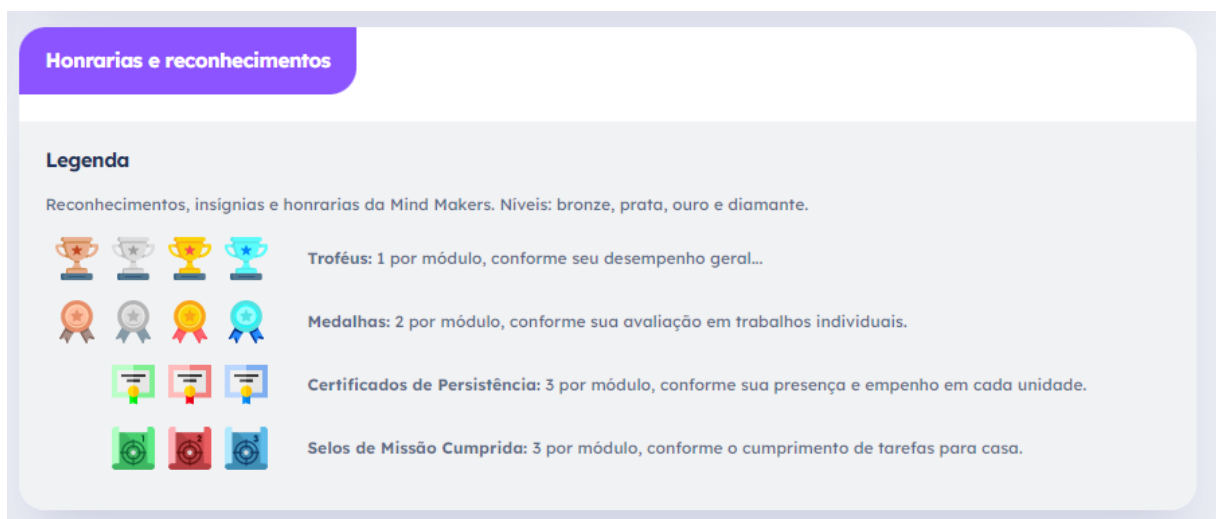 Honrarias e reconhecimentos
Legenda
Reconhecimentos, insígnias e honrarias da Mind Makers. Níveis: bronze, prata, ouro e diamante.
Troféus: 1 por módulo, conforme seu desempenho geral...
Medalhas: 2 por módulo, conforme sua avaliação em trabalhos individuais.
Certificados de Persistência: 3 por módulo, conforme sua presença e empenho em cada unidade.
1 2 3
Selos de Missão Cumprida: 3 por módulo, conforme o cumprimento de tarefas para casa.